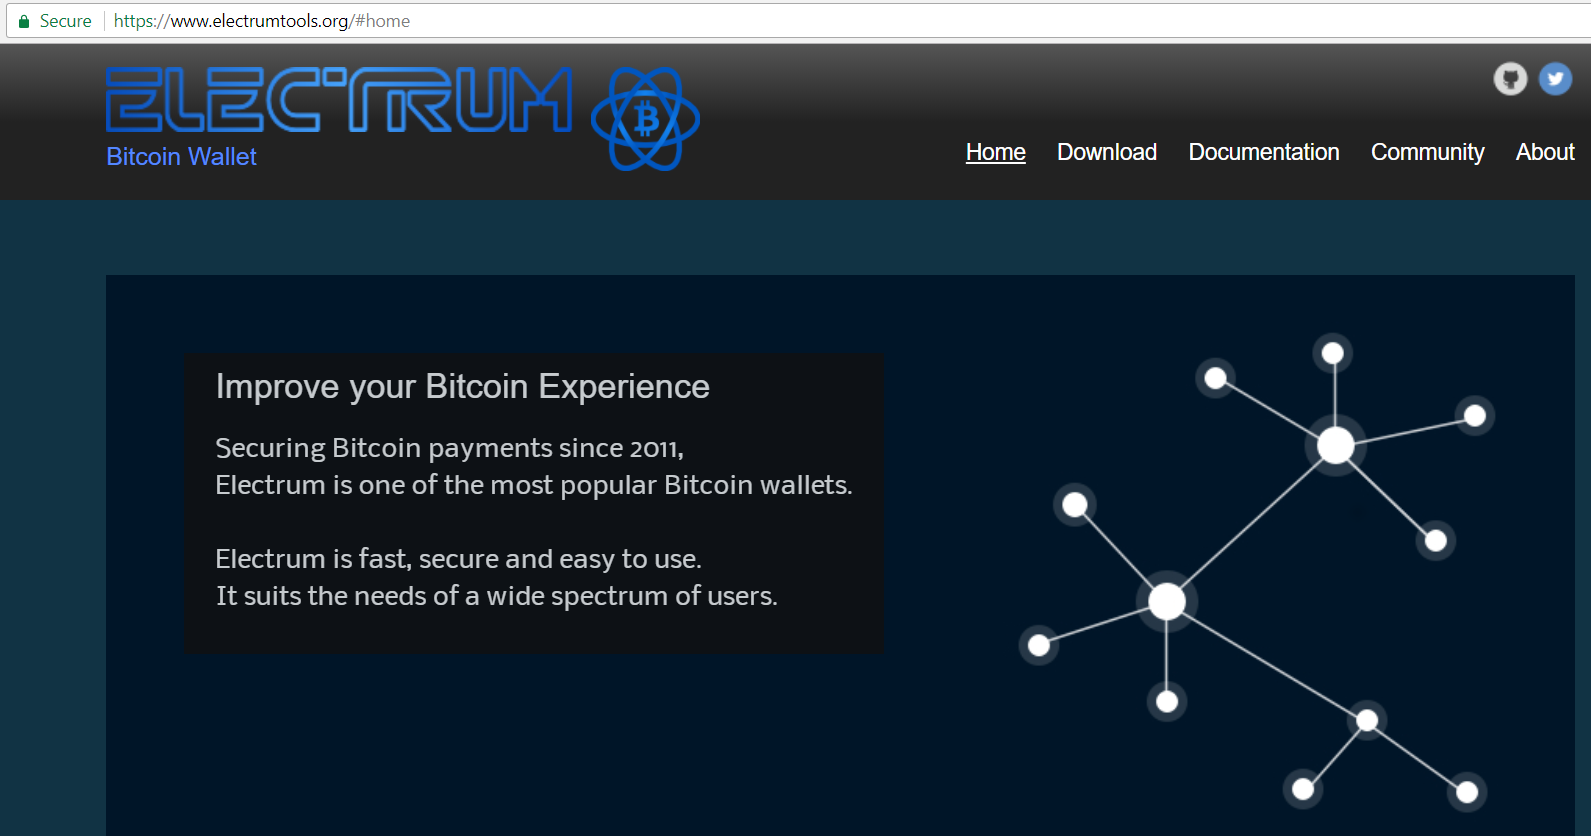 Secure https://www.electrumtools.org/#home
ELECTRUM
Bitcoin Wallet
Home Download Documentation Community About
Improve your Bitcoin Experience
Securing Bitcoin payments since 2011,
Electrum is one of the most popular Bitcoin wallets.
Electrum is fast, secure and easy to use.
It suits the needs of a wide spectrum of users.